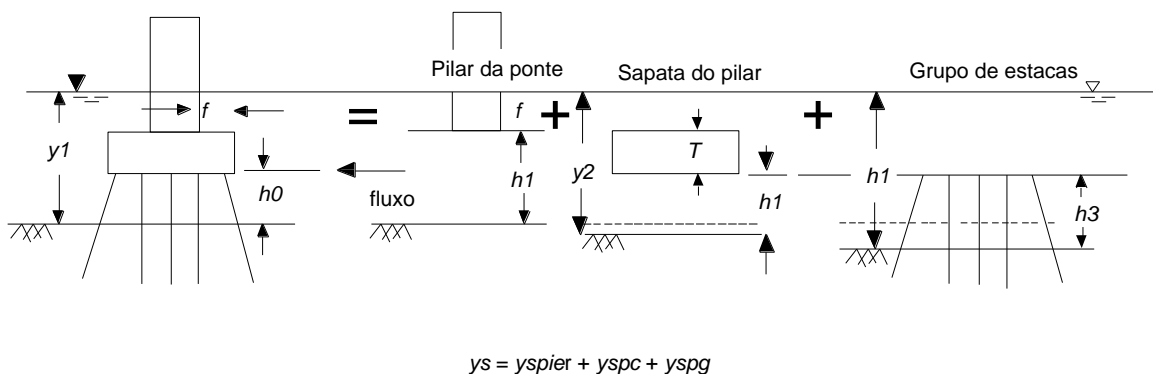 Pilar da ponte
Sapata do pilar
Grupo de estacas
y1
f
h0
=
fluxo
f
h1
+
y2
T
h1
+
h1
h3
ys = yspier + yspc + yspg